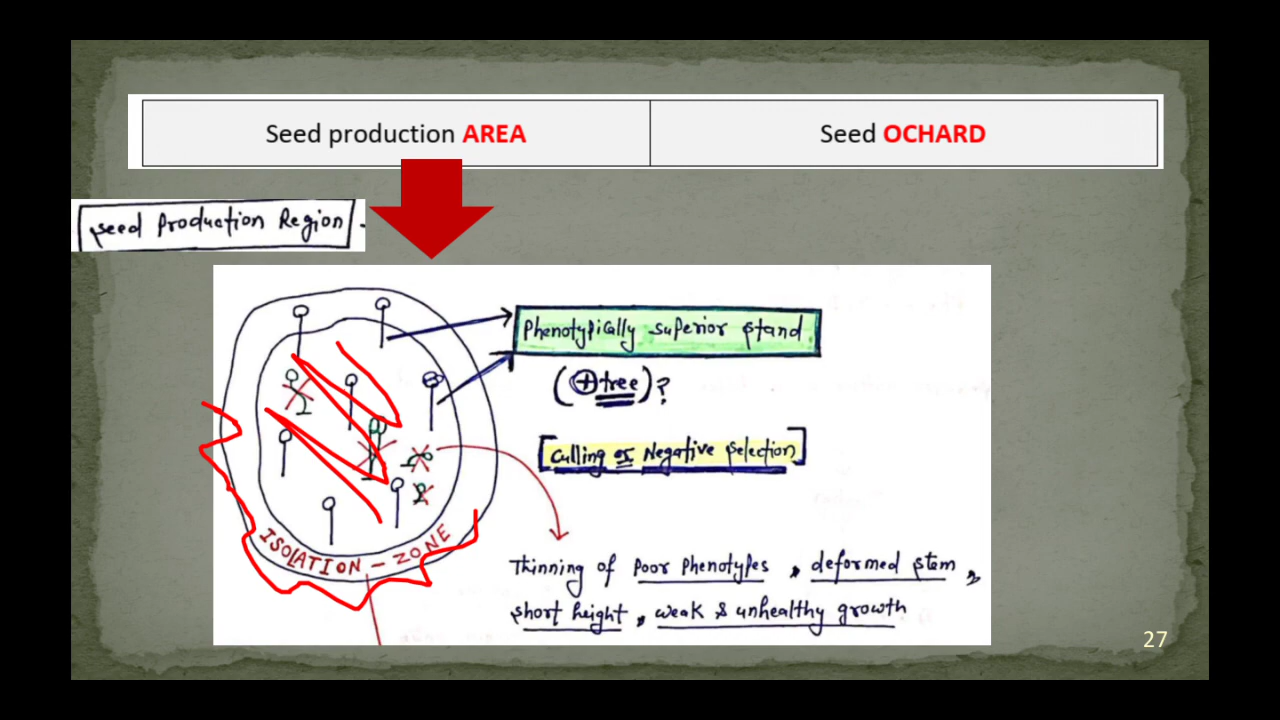 Seed production AREA
Seed OCHARD
Seed Production Region.
Phenotypically superior stand
(+tree)?
[Culling or Negative selection]
ISOLATION - ZONE
Thinning of Poor Phenotypes, deformed stem,
short height, weak & unhealthy growth
27